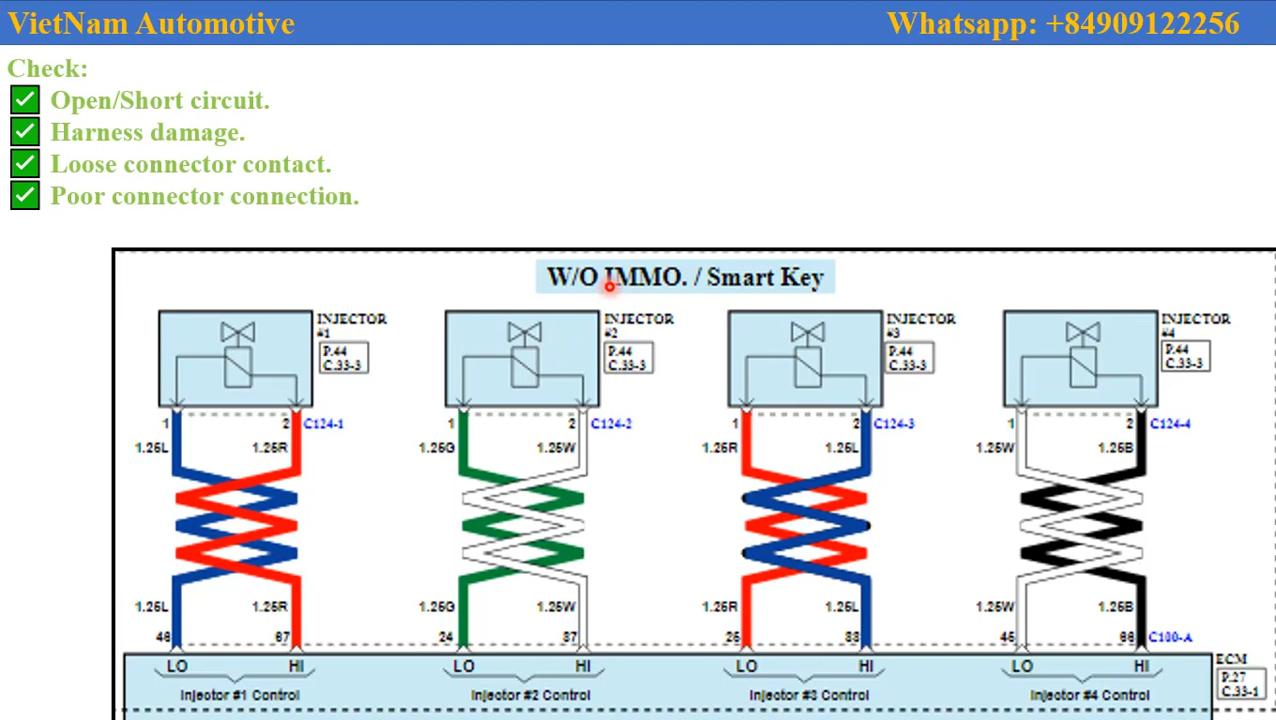 VietNam Automotive
Whatsapp: +84909122256
Check:
Open/Short circuit.
Harness damage.
Loose connector contact.
Poor connector connection.
W/O IMMO. / Smart Key
INJECTOR #1
P.44
C.33-3
INJECTOR #2
P.44
C.33-3
INJECTOR #3
P.44
C.33-3
INJECTOR #4
P.44
C.33-3
1 2 C124-1
1 2 C124-2
1 2 C124-3
1 2 C124-4
1.25L 1.25R 1.25G 1.25W 1.25R 1.25L 1.25W 1.25B
1.25L 1.25R 1.25G 1.25W 1.25R 1.25L 1.25W 1.25B
46 67 24 37 25 33 45 66 C100-A
LO HI LO HI LO HI LO HI
Injector #1 Control Injector #2 Control Injector #3 Control Injector #4 Control
ECM
P.27
C.33-1